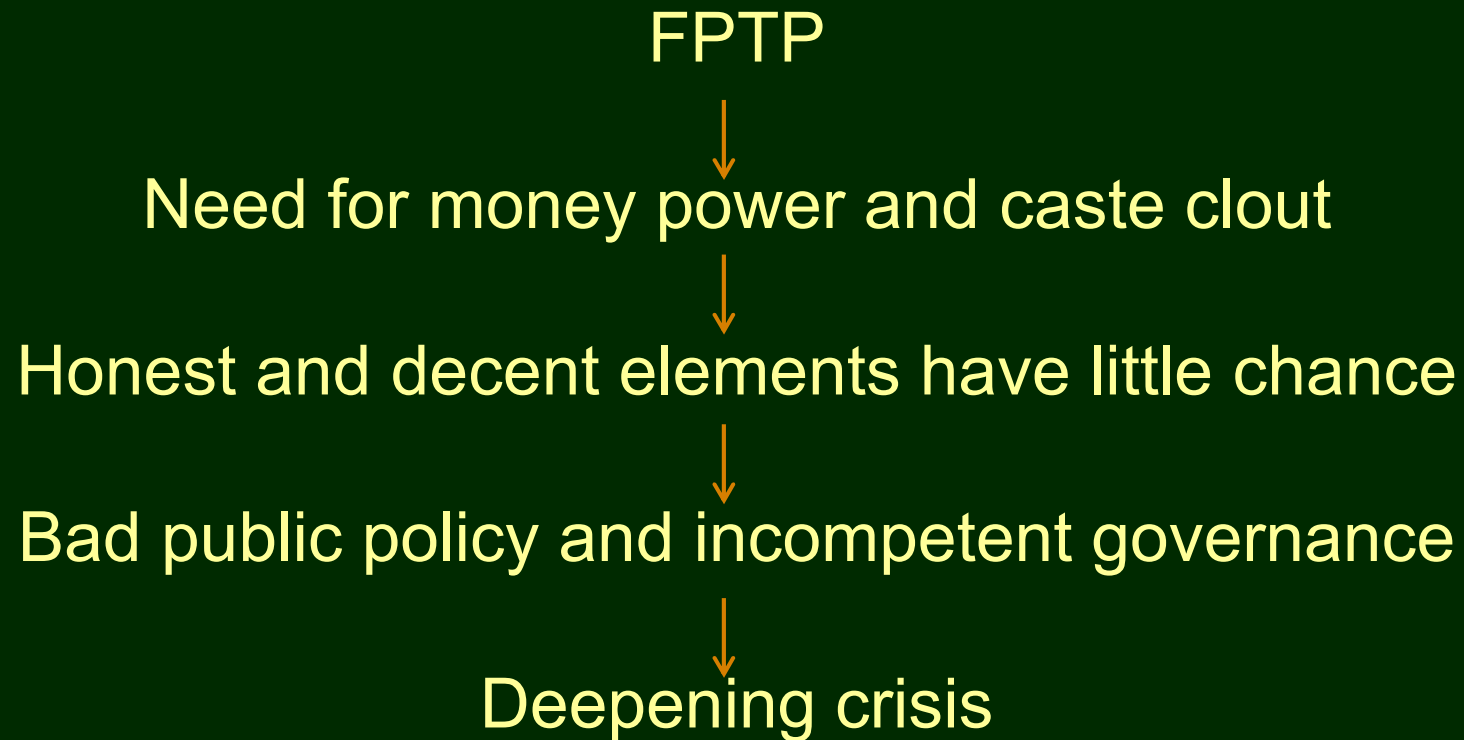 FPTP
Need for money power and caste clout
Honest and decent elements have little chance
Bad public policy and incompetent governance
Deepening crisis